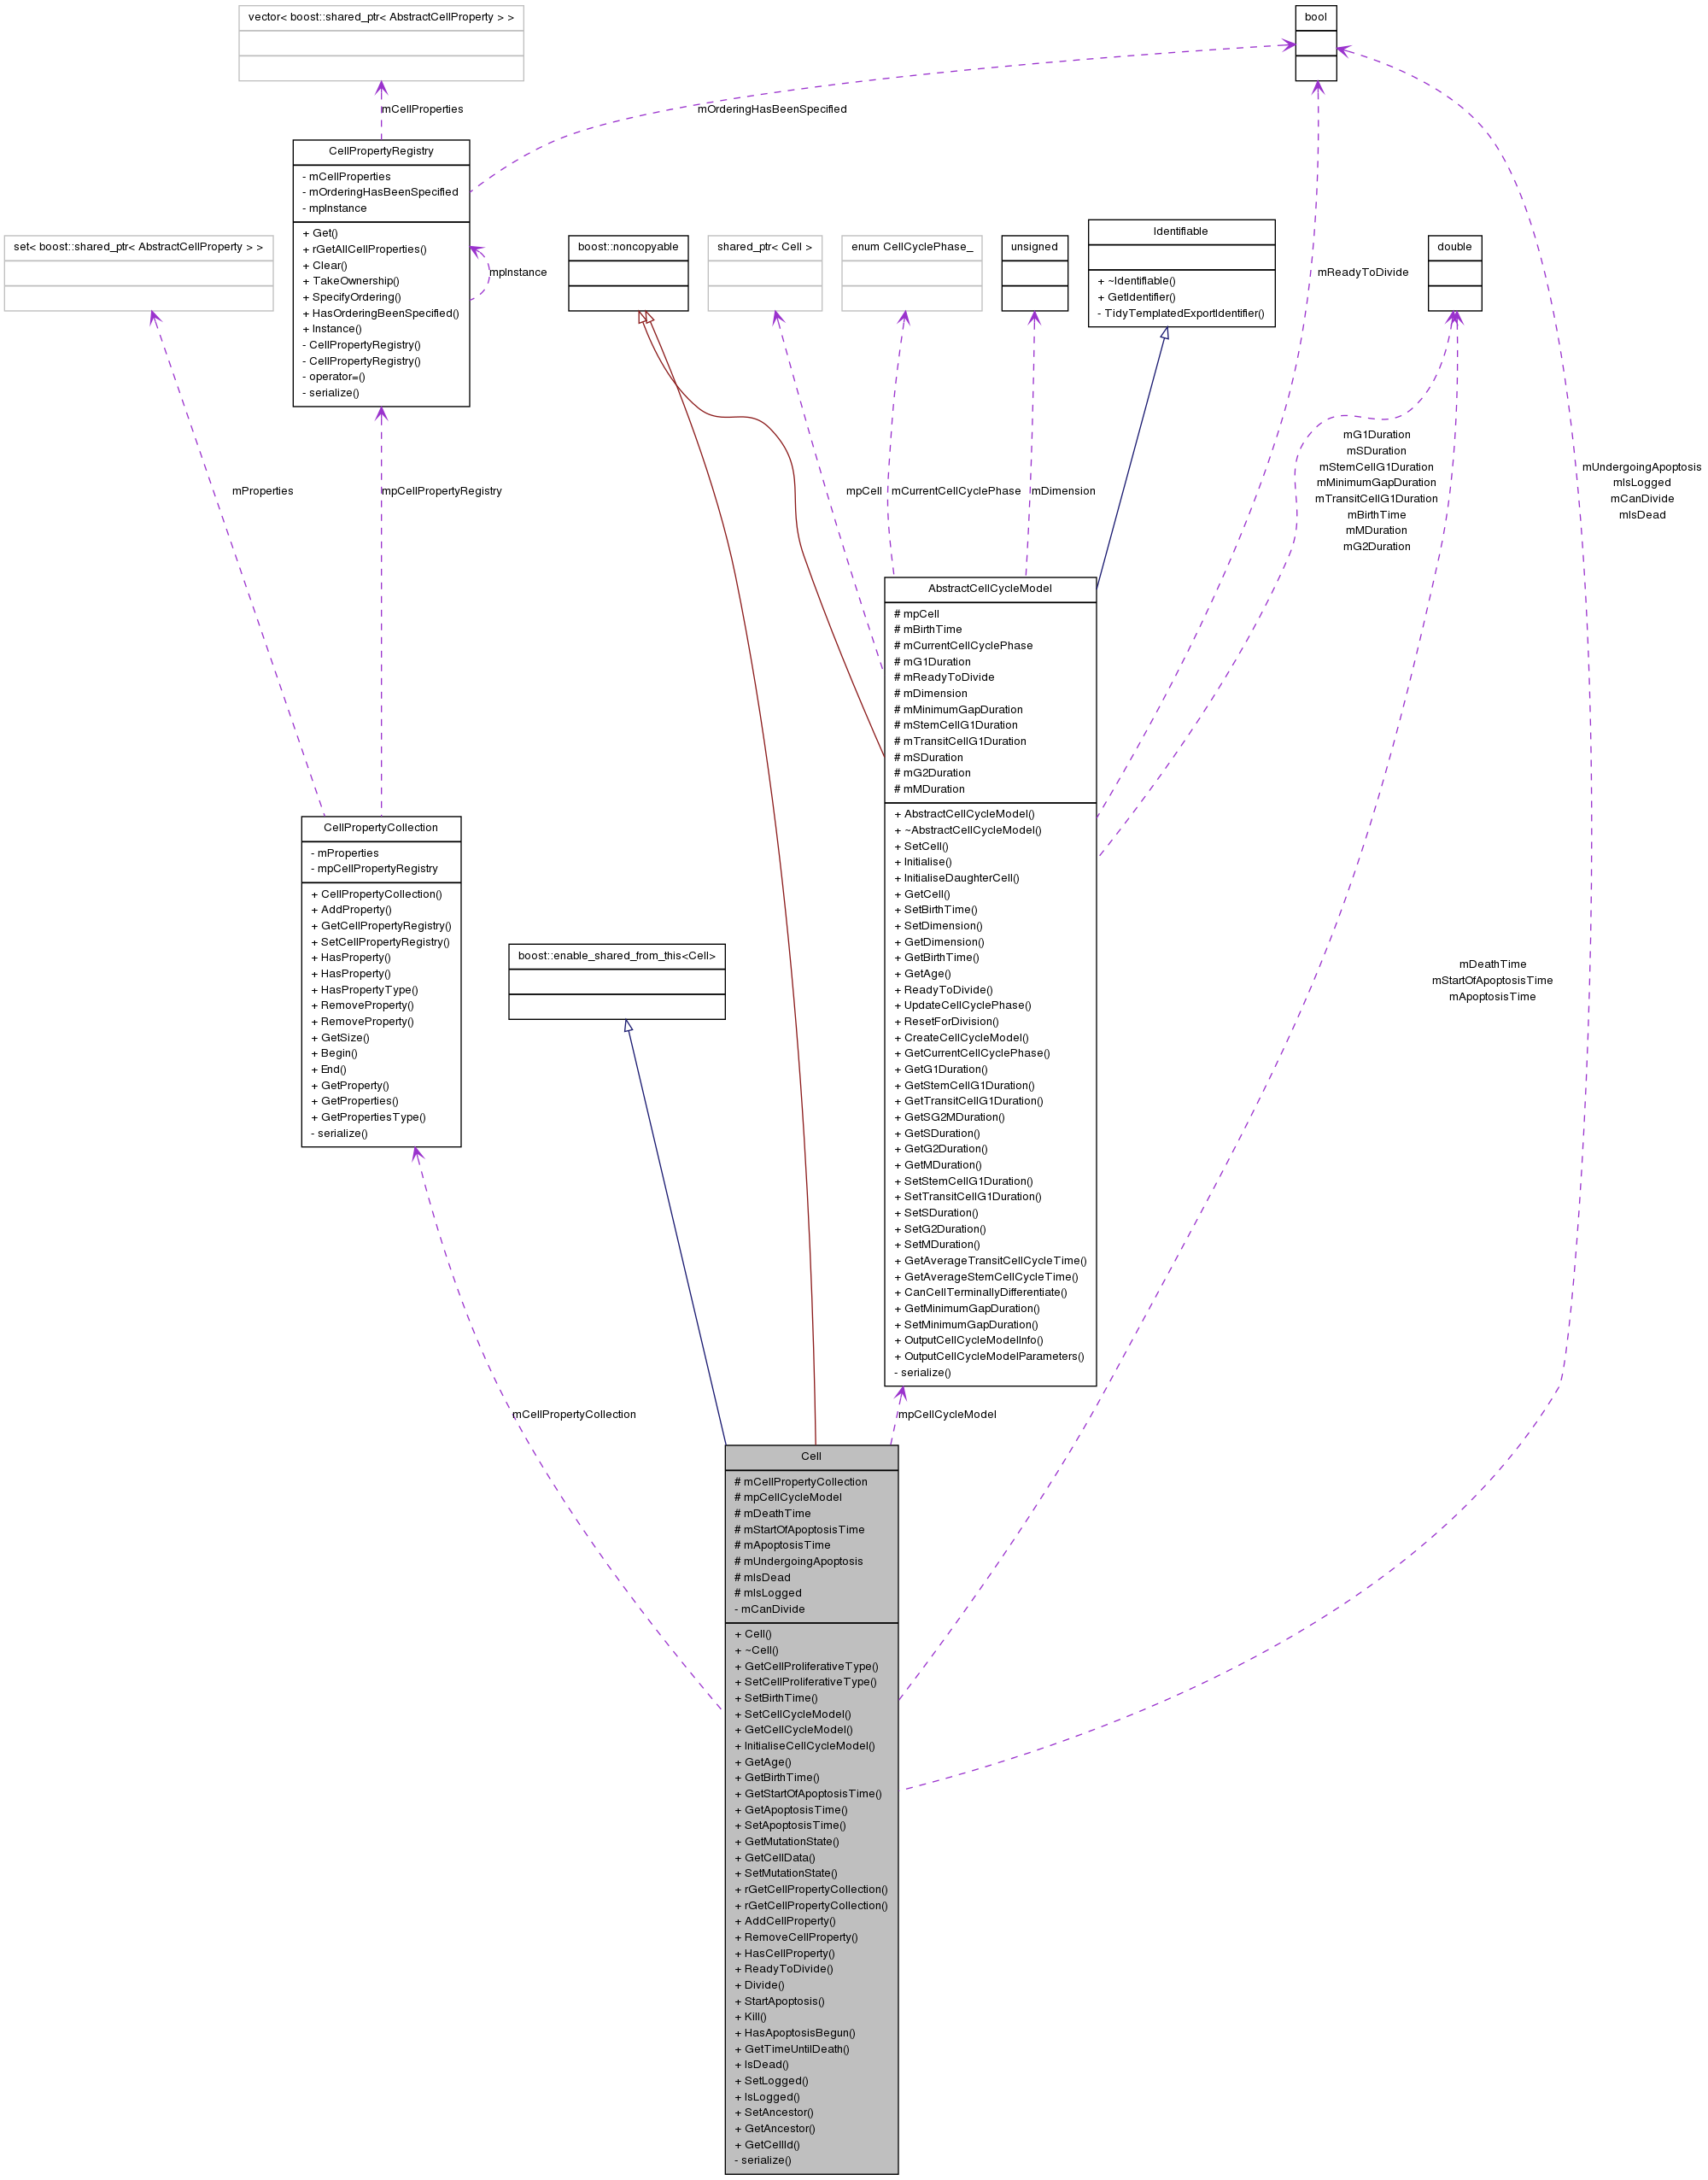 vector< boost::shared_ptr< AbstractCellProperty > >
bool
mCellProperties
mOrderingHasBeenSpecified
CellPropertyRegistry
- mCellProperties
- mOrderingHasBeenSpecified
- mpInstance
+ Get()
+ rGetAllCellProperties()
+ Clear()
+ TakeOwnership()
+ SpecifyOrdering()
+ HasOrderingBeenSpecified()
+ Instance()
- CellPropertyRegistry()
- CellPropertyRegistry()
- operator=()
- serialize()
mpInstance
set< boost::shared_ptr< AbstractCellProperty > >
boost::noncopyable
shared_ptr< Cell >
enum CellCyclePhase_
unsigned
Identifiable
+ ~Identifiable()
+ GetIdentifier()
- TidyTemplatedExportIdentifier()
mReadyToDivide
double
mProperties
mpCellPropertyRegistry
mpCell
mCurrentCellCyclePhase
mDimension
mG1Duration
mSDuration
mStemCellG1Duration
mMinimumGapDuration
mTransitCellG1Duration
mBirthTime
mMDuration
mG2Duration
mUndergoingApoptosis
mIsLogged
mCanDivide
mIsDead
AbstractCellCycleModel
# mpCell
# mBirthTime
# mCurrentCellCyclePhase
# mG1Duration
# mReadyToDivide
# mDimension
# mMinimumGapDuration
# mStemCellG1Duration
# mTransitCellG1Duration
# mSDuration
# mG2Duration
# mMDuration
+ AbstractCellCycleModel()
+ ~AbstractCellCycleModel()
+ SetCell()
+ Initialise()
+ InitialiseDaughterCell()
+ GetCell()
+ SetBirthTime()
+ SetDimension()
+ GetDimension()
+ GetBirthTime()
+ GetAge()
+ ReadyToDivide()
+ UpdateCellCyclePhase()
+ ResetForDivision()
+ CreateCellCycleModel()
+ GetCurrentCellCyclePhase()
+ GetG1Duration()
+ GetStemCellG1Duration()
+ GetTransitCellG1Duration()
+ GetSG2MDuration()
+ GetSDuration()
+ GetG2Duration()
+ GetMDuration()
+ SetStemCellG1Duration()
+ SetTransitCellG1Duration()
+ SetSDuration()
+ SetG2Duration()
+ SetMDuration()
+ GetAverageTransitCellCycleTime()
+ GetAverageStemCellCycleTime()
+ CanCellTerminallyDifferentiate()
+ GetMinimumGapDuration()
+ SetMinimumGapDuration()
+ OutputCellCycleModelInfo()
+ OutputCellCycleModelParameters()
- serialize()
CellPropertyCollection
- mProperties
- mpCellPropertyRegistry
+ CellPropertyCollection()
+ AddProperty()
+ GetCellPropertyRegistry()
+ SetCellPropertyRegistry()
+ HasProperty()
+ HasProperty()
+ HasPropertyType()
+ RemoveProperty()
+ RemoveProperty()
+ GetSize()
+ Begin()
+ End()
+ GetProperty()
+ GetProperties()
+ GetPropertiesType()
- serialize()
boost::enable_shared_from_this<Cell>
mDeathTime
mStartOfApoptosisTime
mApoptosisTime
mCellPropertyCollection
mpCellCycleModel
Cell
# mCellPropertyCollection
# mpCellCycleModel
# mDeathTime
# mStartOfApoptosisTime
# mApoptosisTime
# mUndergoingApoptosis
# mIsDead
# mIsLogged
- mCanDivide
+ Cell()
+ ~Cell()
+ GetCellProliferativeType()
+ SetCellProliferativeType()
+ SetBirthTime()
+ SetCellCycleModel()
+ GetCellCycleModel()
+ InitialiseCellCycleModel()
+ GetAge()
+ GetBirthTime()
+ GetStartOfApoptosisTime()
+ GetApoptosisTime()
+ SetApoptosisTime()
+ GetMutationState()
+ GetCellData()
+ SetMutationState()
+ rGetCellPropertyCollection()
+ rGetCellPropertyCollection()
+ AddCellProperty()
+ RemoveCellProperty()
+ HasCellProperty()
+ ReadyToDivide()
+ Divide()
+ StartApoptosis()
+ Kill()
+ HasApoptosisBegun()
+ GetTimeUntilDeath()
+ IsDead()
+ SetLogged()
+ IsLogged()
+ SetAncestor()
+ GetAncestor()
+ GetCellId()
- serialize()